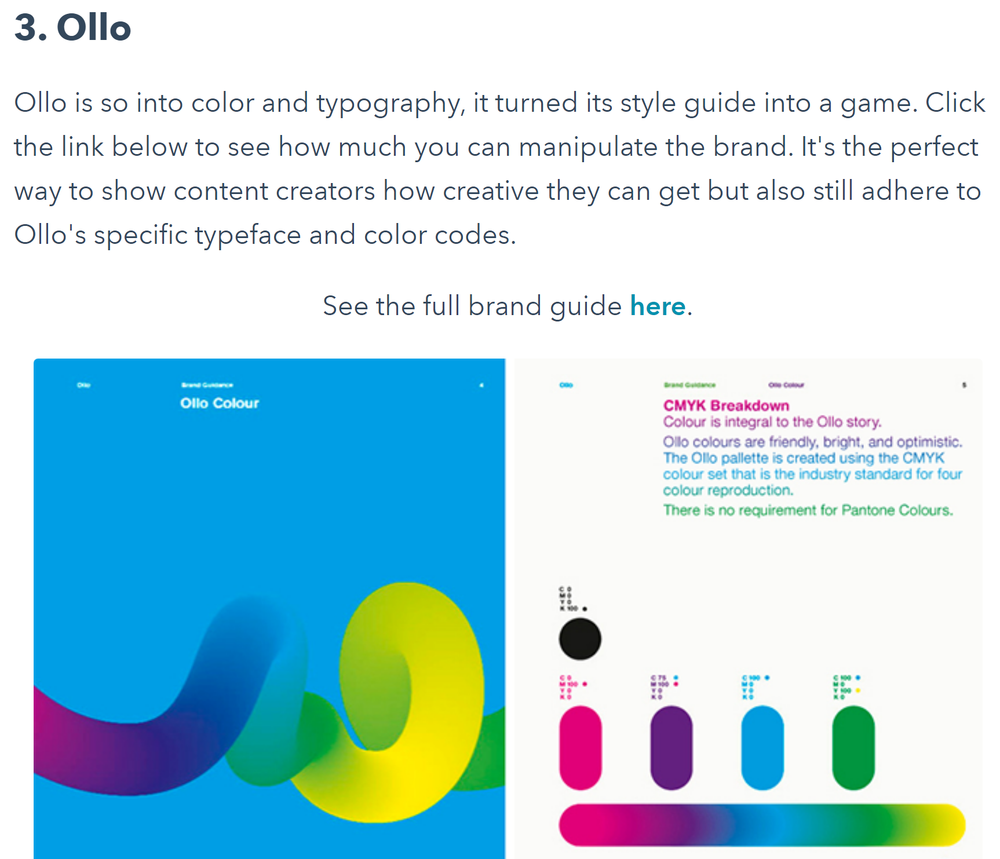 3. Ollo
Ollo is so into color and typography, it turned its style guide into a game. Click
the link below to see how much you can manipulate the brand. It's the perfect
way to show content creators how creative they can get but also still adhere to
Ollo's specific typeface and color codes.
See the full brand guide here.
Ollo Brand Guidance 4
Ollo Colour
Ollo Brand Guidance Ollo Colour 5
CMYK Breakdown
Colour is integral to the Ollo story.
Ollo colours are friendly, bright, and optimistic.
The Ollo pallette is created using the CMYK
colour set that is the industry standard for four
colour reproduction.
There is no requirement for Pantone Colours.
C 0
M 0
Y 0
K 100
C 0
M 100
Y 0
K 0
C 75
M 100
Y 0
K 0
C 100
M 0
Y 0
K 0
C 100
M 0
Y 100
K 0